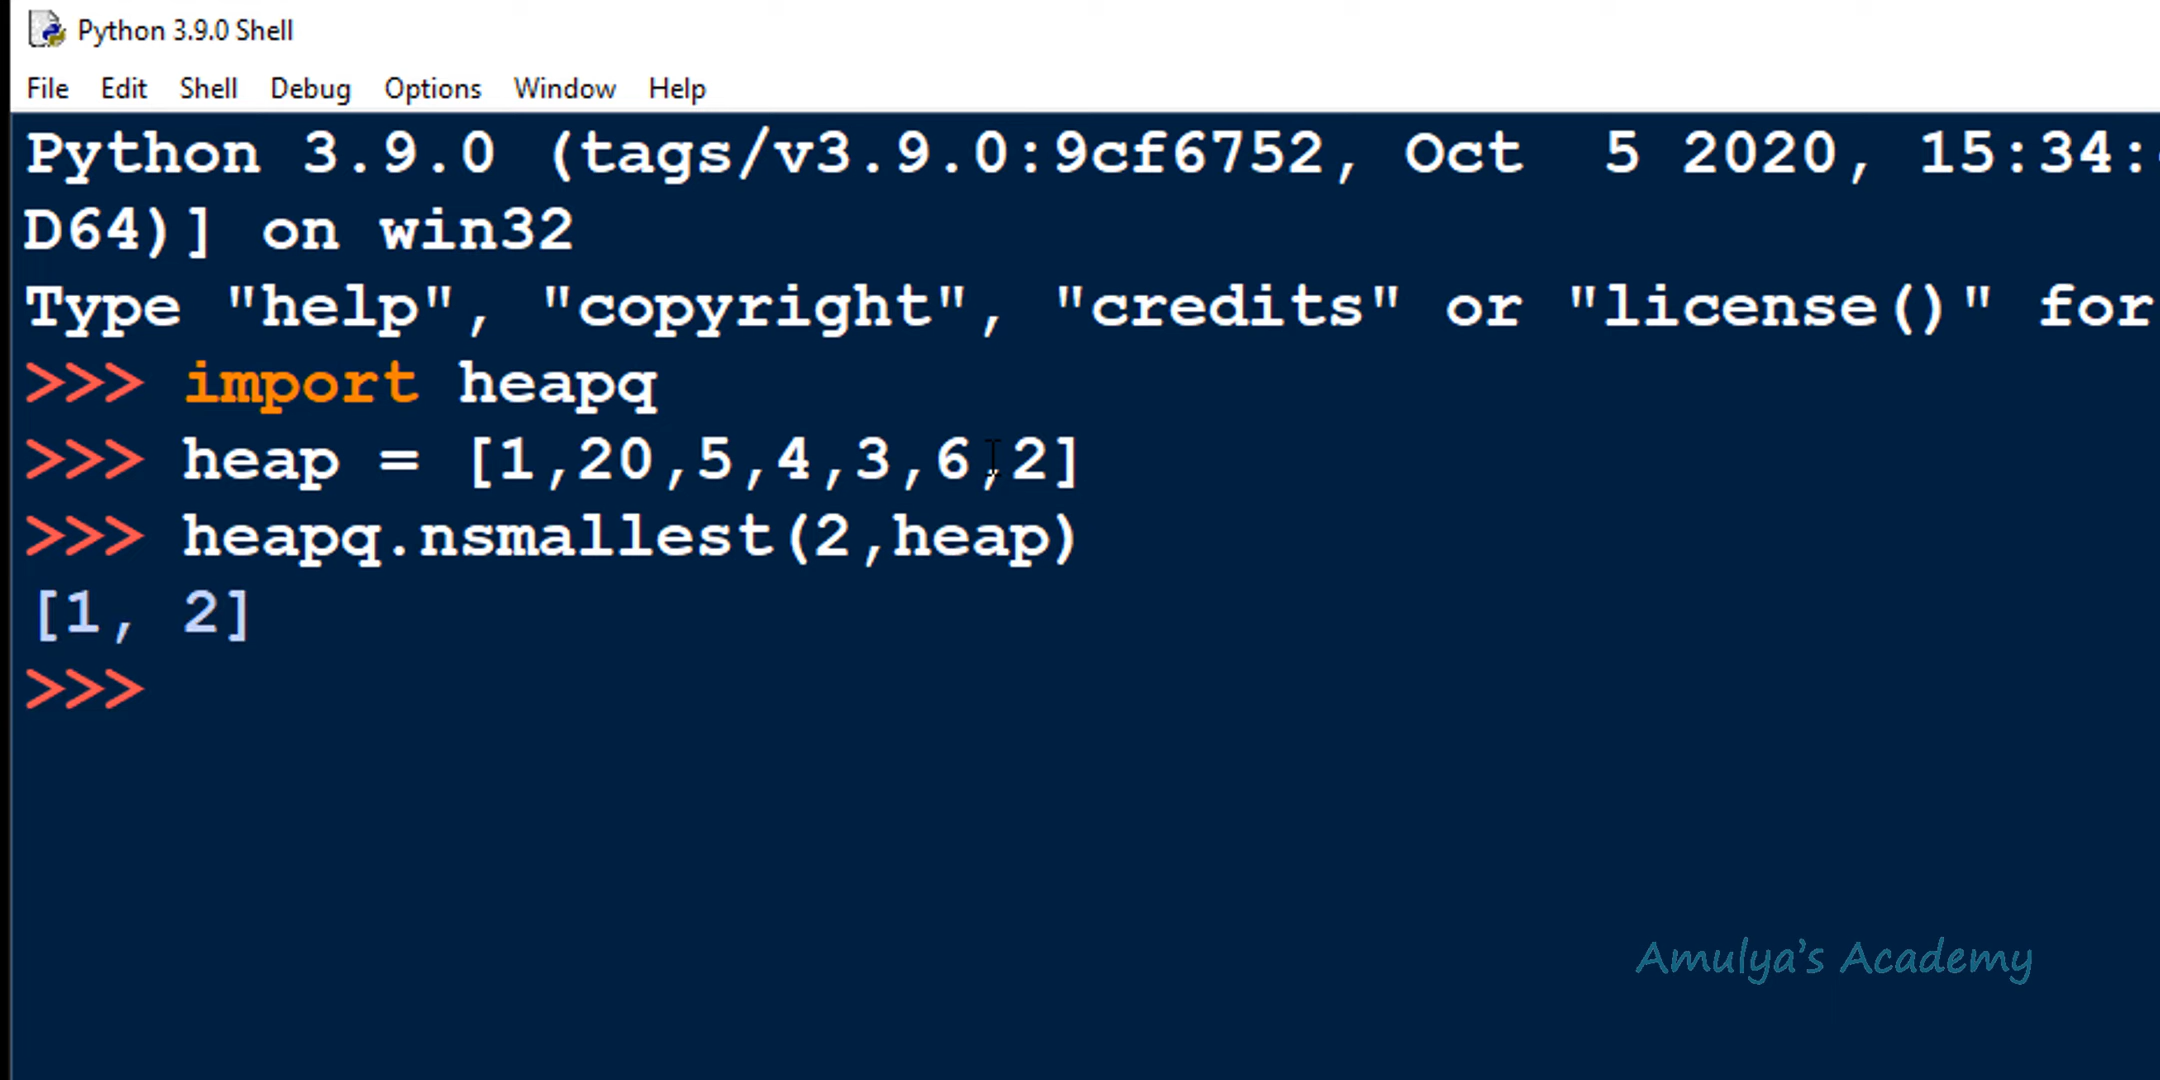 Python 3.9.0 Shell
File Edit Shell Debug Options Window Help
Python 3.9.0 (tags/v3.9.0:9cf6752, Oct  5 2020, 15:34:
D64)] on win32
Type "help", "copyright", "credits" or "license()" for
>>> import heapq
>>> heap = [1,20,5,4,3,6,2]
>>> heapq.nsmallest(2,heap)
[1, 2]
>>>
Amulya's Academy